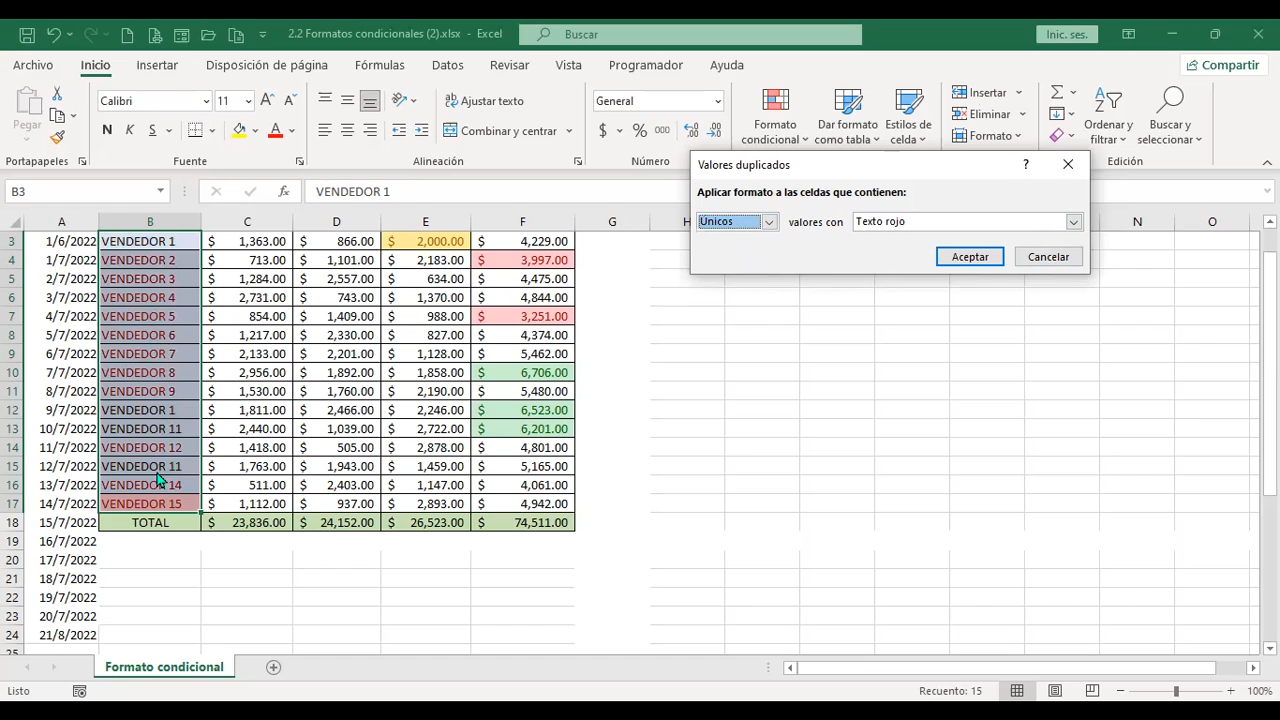 2.2 Formatos condicionales (2).xlsx - Excel
Buscar
Inic. ses.
Archivo Inicio Insertar Disposición de página Fórmulas Datos Revisar Vista Programador Ayuda Compartir
Pegar
Portapapeles
Calibri 11
N K S
Fuente
Ajustar texto
Combinar y centrar
Alineación
General
$ % 000
Número
Formato condicional
Dar formato como tabla
Estilos de celda
Insertar
Eliminar
Formato
Ordenar y filtrar
Buscar y seleccionar
Edición
Valores duplicados
Aplicar formato a las celdas que contienen:
Únicos valores con Texto rojo
Aceptar Cancelar
B3 fx VENDEDOR 1
A B C D E F G H N O
3 1/6/2022 VENDEDOR 1 $ 1,363.00 $ 866.00 $ 2,000.00 $ 4,229.00
4 1/7/2022 VENDEDOR 2 $ 713.00 $ 1,101.00 $ 2,183.00 $ 3,997.00
5 2/7/2022 VENDEDOR 3 $ 1,284.00 $ 2,557.00 $ 634.00 $ 4,475.00
6 3/7/2022 VENDEDOR 4 $ 2,731.00 $ 743.00 $ 1,370.00 $ 4,844.00
7 4/7/2022 VENDEDOR 5 $ 854.00 $ 1,409.00 $ 988.00 $ 3,251.00
8 5/7/2022 VENDEDOR 6 $ 1,217.00 $ 2,330.00 $ 827.00 $ 4,374.00
9 6/7/2022 VENDEDOR 7 $ 2,133.00 $ 2,201.00 $ 1,128.00 $ 5,462.00
10 7/7/2022 VENDEDOR 8 $ 2,956.00 $ 1,892.00 $ 1,858.00 $ 6,706.00
11 8/7/2022 VENDEDOR 9 $ 1,530.00 $ 1,760.00 $ 2,190.00 $ 5,480.00
12 9/7/2022 VENDEDOR 1 $ 1,811.00 $ 2,466.00 $ 2,246.00 $ 6,523.00
13 10/7/2022 VENDEDOR 11 $ 2,440.00 $ 1,039.00 $ 2,722.00 $ 6,201.00
14 11/7/2022 VENDEDOR 12 $ 1,418.00 $ 505.00 $ 2,878.00 $ 4,801.00
15 12/7/2022 VENDEDOR 11 $ 1,763.00 $ 1,943.00 $ 1,459.00 $ 5,165.00
16 13/7/2022 VENDEDOR 14 $ 511.00 $ 2,403.00 $ 1,147.00 $ 4,061.00
17 14/7/2022 VENDEDOR 15 $ 1,112.00 $ 937.00 $ 2,893.00 $ 4,942.00
18 15/7/2022 TOTAL $ 23,836.00 $ 24,152.00 $ 26,523.00 $ 74,511.00
19 16/7/2022
20 17/7/2022
21 18/7/2022
22 19/7/2022
23 20/7/2022
24 21/8/2022
25
Formato condicional
Listo Recuento: 15 100%